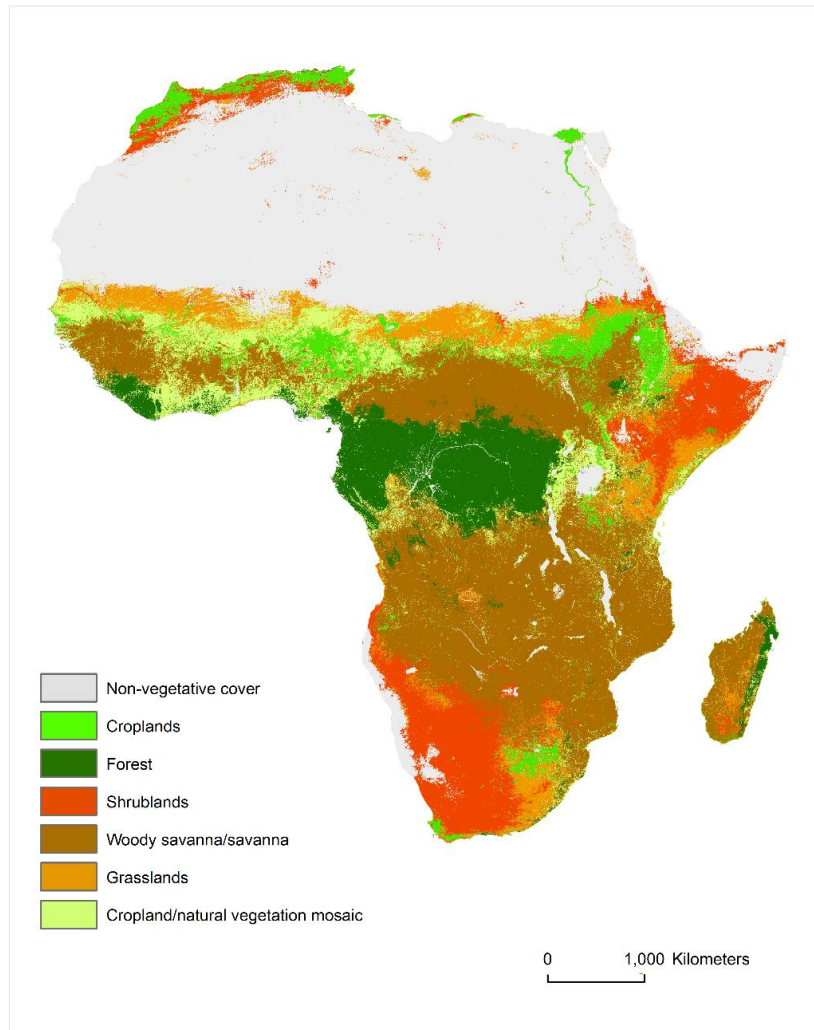 Non-vegetative cover
Croplands
Forest
Shrublands
Woody savanna/savanna
Grasslands
Cropland/natural vegetation mosaic
0 1,000 Kilometers